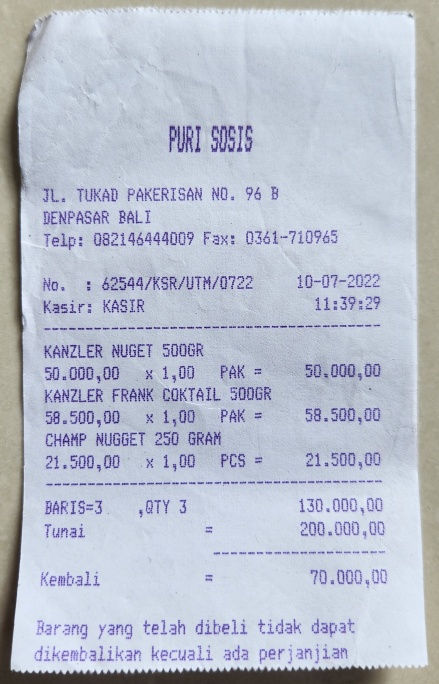 PURI SOSIS
JL. TUKAD PAKERISAN NO. 96 B
DENPASAR BALI
Telp: 082146444009 Fax: 0361-710965
No. : 62544/KSR/UTM/0722 10-07-2022
Kasir: KASIR 11:39:29
KANZLER NUGET 500GR
50.000,00 x 1,00 PAK = 50.000,00
KANZLER FRANK COKTAIL 500GR
58.500,00 x 1,00 PAK = 58.500,00
CHAMP NUGGET 250 GRAM
21.500,00 x 1,00 PCS = 21.500,00
BARIS=3 ,QTY 3 130.000,00
Tunai = 200.000,00
Kembali = 70.000,00
Barang yang telah dibeli tidak dapat
dikembalikan kecuali ada perjanjian